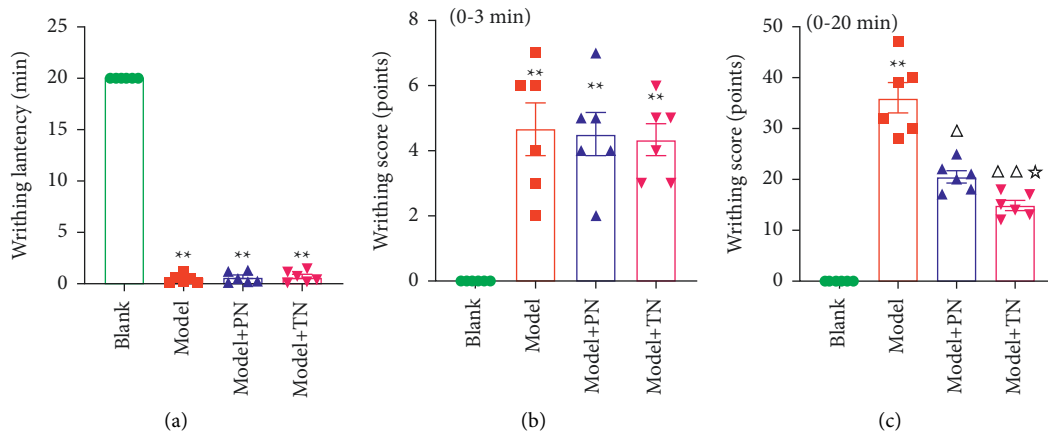 Writhing lantency (min)
25
20
15
10
5
0
**
**
**
Blank
Model
Model+PN
Model+TN
(a)
(0-3 min)
Writhing score (points)
8
6
4
2
0
**
**
**
Blank
Model
Model+PN
Model+TN
(b)
(0-20 min)
Writhing score (points)
50
40
30
20
10
0
**
△
△ △ ☆
Blank
Model
Model+PN
Model+TN
(c)